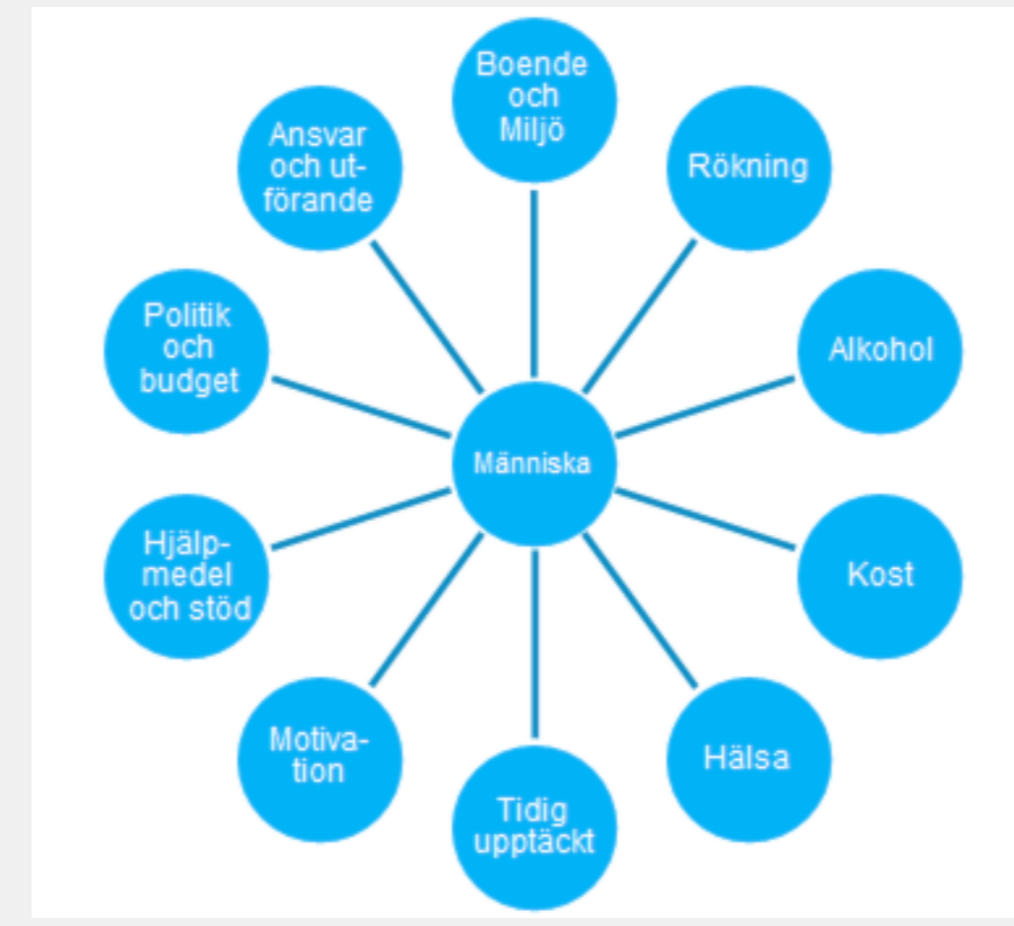 Boende
och
Miljö
Rökning
Alkohol
Kost
Hälsa
Tidig
upptäckt
Motiva-
tion
Hjälp-
medel
och stöd
Politik
och
budget
Ansvar
och ut-
förande
Människa